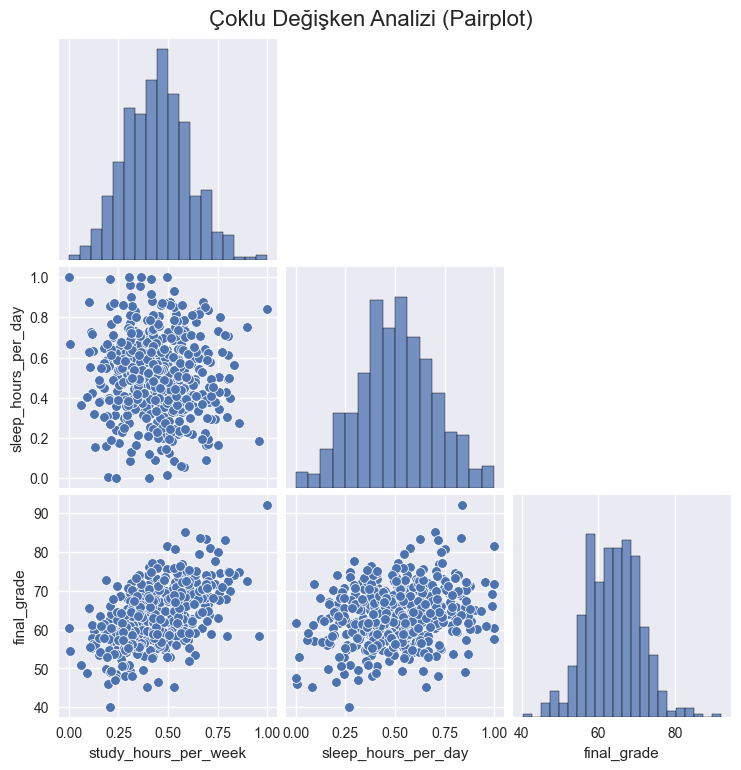 Çoklu Değişken Analizi (Pairplot)
sleep_hours_per_day
1.0
0.8
0.6
0.4
0.2
0.0
final_grade
90
80
70
60
50
40
0.00 0.25 0.50 0.75 1.00
study_hours_per_week
0.00 0.25 0.50 0.75 1.00
sleep_hours_per_day
40 60 80
final_grade